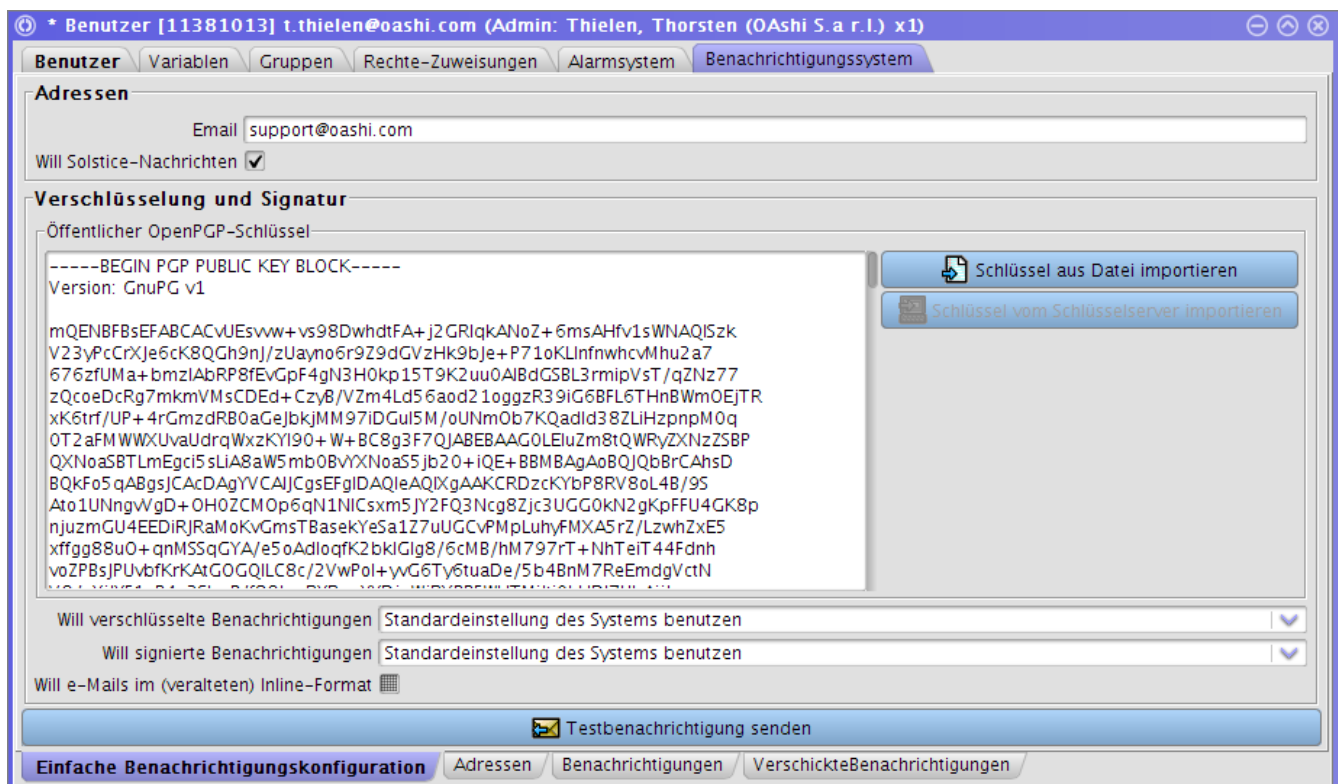 * Benutzer [11381013] t.thielen@oashi.com (Admin: Thielen, Thorsten (OAshi S.a r.l.) x1)
Benutzer Variablen Gruppen Rechte-Zuweisungen Alarmsystem Benachrichtigungssystem
Adressen
Email support@oashi.com
Will Solstice-Nachrichten
Verschlüsselung und Signatur
Öffentlicher OpenPGP-Schlüssel
-----BEGIN PGP PUBLIC KEY BLOCK-----
Version: GnuPG v1
Schlüssel aus Datei importieren
Schlüssel vom Schlüsselserver importieren
mQENBFBsEFABCACvUEsvvw+vs98DwhdtFA+j2GRIqkANoZ+6msAHfv1sWNAQISzk
V23yPcCrXJe6cK8QGh9nJ/zUayno6r9Z9dGVzHk9bJe+P71oKLInfnwhcvMhu2a7
676zfUMa+bmzIAbRP8fEvGpF4gN3H0kp15T9K2uu0AIBdGSBL3rmipVsT/qZNz77
zQcoeDcRg7mkmVMsCDEd+CzyB/VZm4Ld56aod21oggzR39iG6BFL6THnBWmOEjTR
xK6trf/UP+4rGmzdRB0aGeJbkjMM97iDGuI5M/oUNmOb7KQadId38ZLiHzpnpM0q
0T2aFMWWXUvaUdrqWxzKYI90+W+BC8g3F7QJABEBAAG0LEluZm8tQWRyZXNzZSBP
QXNoaSBTLmEgci5sLiA8aW5mb0BvYXNoaS5jb20+iQE+BBMBAgAoBQJQbBrCAhsD
BQkFo5qABgsJCAcDAgYVCAIJCgsEFgIDAQIeAQIXgAAKCRDzcKYbP8RV8oL4B/9S
Ato1UNngvVgD+OH0ZCMOp6qN1NICsxm5JY2FQ3Ncg8Zjc3UGG0kN2gKpFFU4GK8p
njuzmGU4EEDiRJRaMoKvGmsTBasekYeSa1Z7uUGCvPMpLuhyFMXA5rZ/LzwhZxE5
xffgg88uO+qnMSSqGYA/e5oAdIoqfK2bkIGIg8/6cMB/hM797rT+NhTeiT44Fdnh
voZPBsJPUvbfKrKAtGOGQILC8c/2VwPol+yvG6Ty6tuaDe/5b4BnM7ReEmdgVctN
Will verschlüsselte Benachrichtigungen Standardeinstellung des Systems benutzen
Will signierte Benachrichtigungen Standardeinstellung des Systems benutzen
Will e-Mails im (veralteten) Inline-Format
Testbenachrichtigung senden
Einfache Benachrichtigungskonfiguration Adressen Benachrichtigungen VerschickteBenachrichtigungen